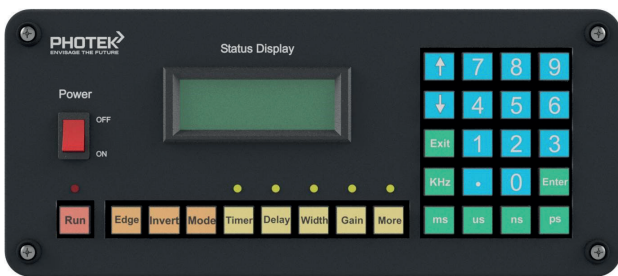 PHOTEK
ENVISAGE THE FUTURE
Status Display
Power
OFF
ON
Run
Edge Invert Mode Timer Delay Width Gain More
↑ 7 8 9
↓ 4 5 6
Exit 1 2 3
KHz . 0 Enter
ms us ns ps